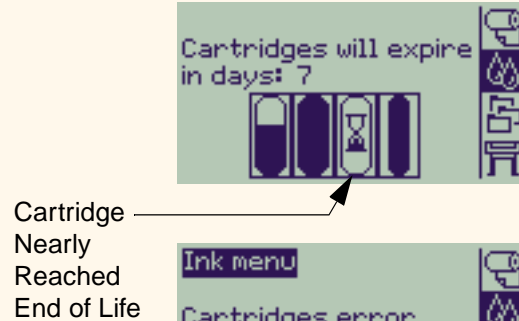 Cartridges will expire
in days: 7
Cartridge
Nearly
Reached
End of Life
Ink menu
Cartridges error